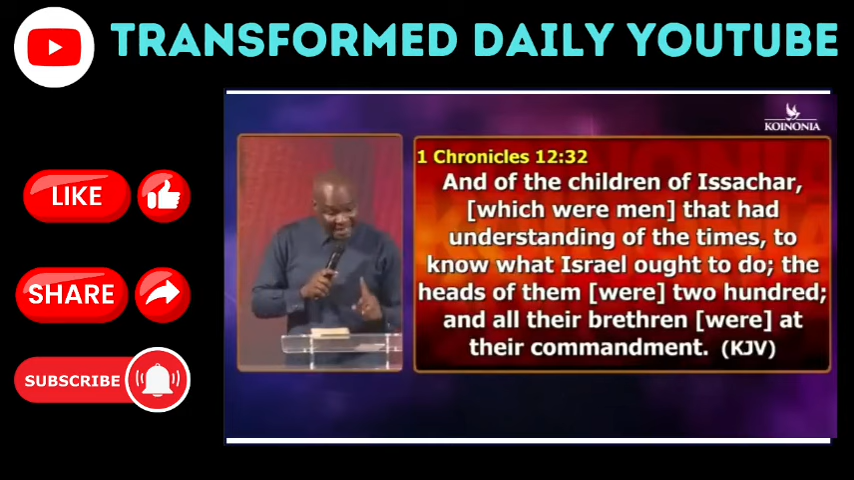 TRANSFORMED DAILY YOUTUBE
KOINONIA
LIKE
SHARE
SUBSCRIBE
1 Chronicles 12:32
And of the children of Issachar,
[which were men] that had
understanding of the times, to
know what Israel ought to do; the
heads of them [were] two hundred;
and all their brethren [were] at
their commandment. (KJV)